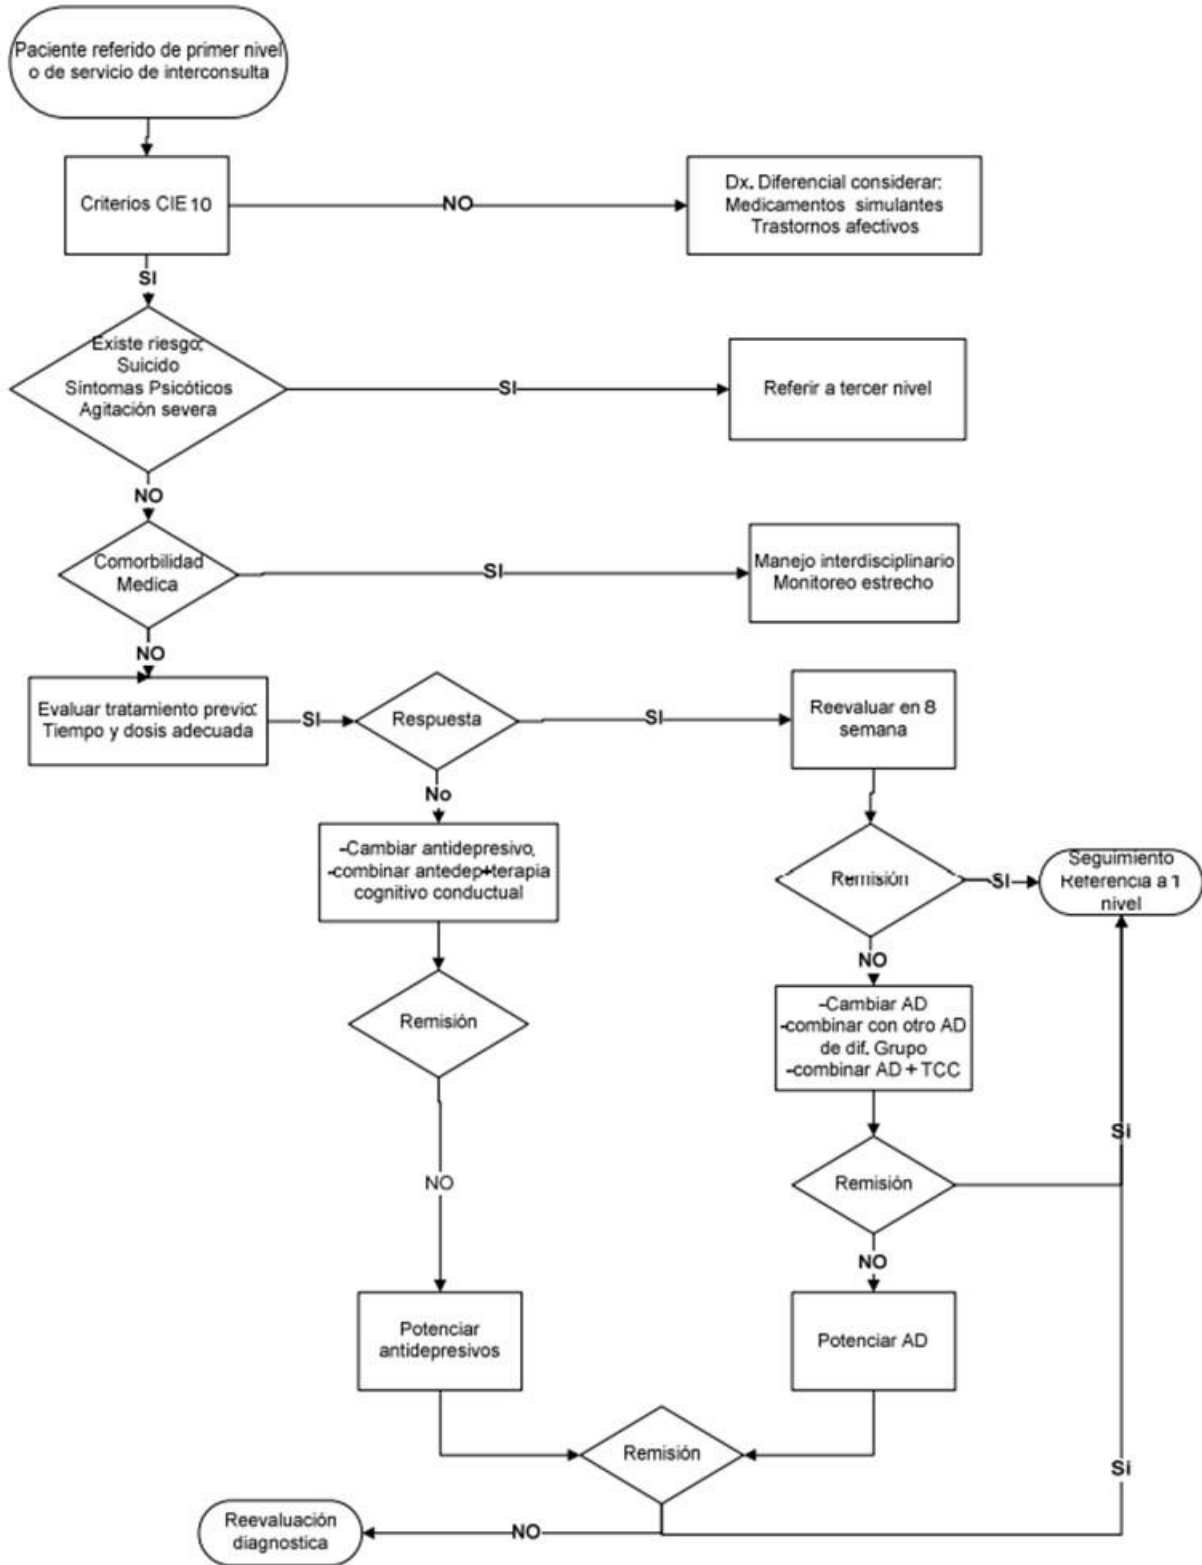 Paciente referido de primer nivel
o de servicio de interconsulta
Criterios CIE 10
NO
Dx. Diferencial considerar:
Medicamentos simulantes
Trastornos afectivos
SI
Existe riesgo:
Suicido
Síntomas Psicóticos
Agitación severa
SI
Referir a tercer nivel
NO
Comorbilidad
Medica
SI
Manejo interdisciplinario
Monitoreo estrecho
NO
Evaluar tratamiento previo:
Tiempo y dosis adecuada
SI
Respuesta
SI
Reevaluar en 8
semana
No
-Cambiar antidepresivo,
-combinar antedep+terapia
cognitivo conductual
Remisión
SI
Seguimiento
Referencia a 1
nivel
NO
Remisión
-Cambiar AD
-combinar con otro AD
de dif. Grupo
-combinar AD + TCC
Si
NO
Remisión
NO
Potenciar
antidepresivos
Potenciar AD
Remisión
Si
Reevaluación
diagnostica
NO